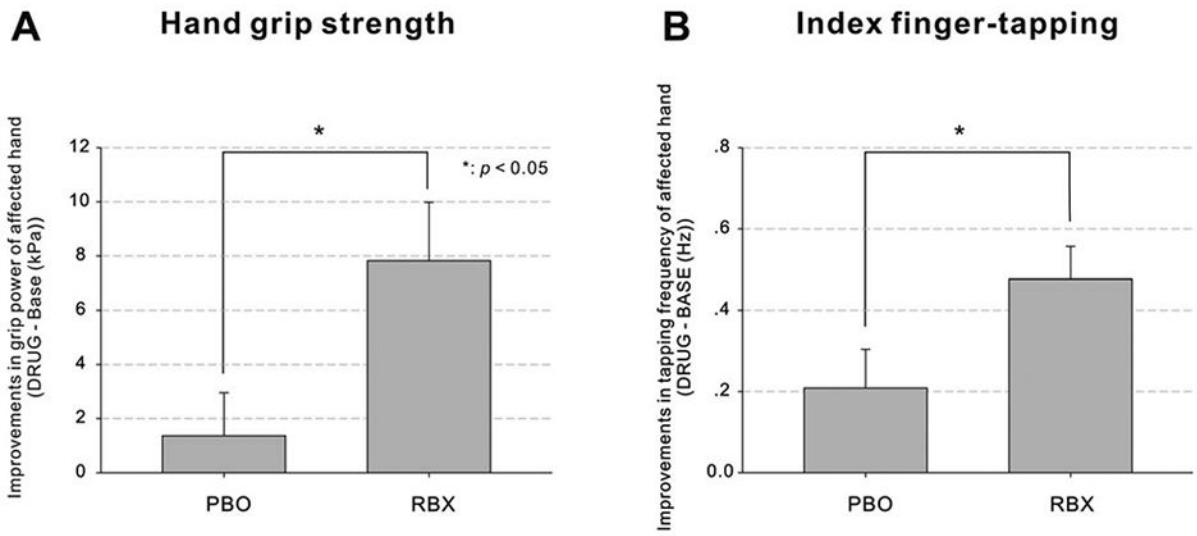 A
Hand grip strength
Improvements in grip power of affected hand
(DRUG - Base (kPa))
12
10
8
6
4
2
0
*
*: p < 0.05
PBO
RBX
B
Index finger-tapping
Improvements in tapping frequency of affected hand
(DRUG - BASE (Hz))
.8
.6
.4
.2
0.0
*
PBO
RBX